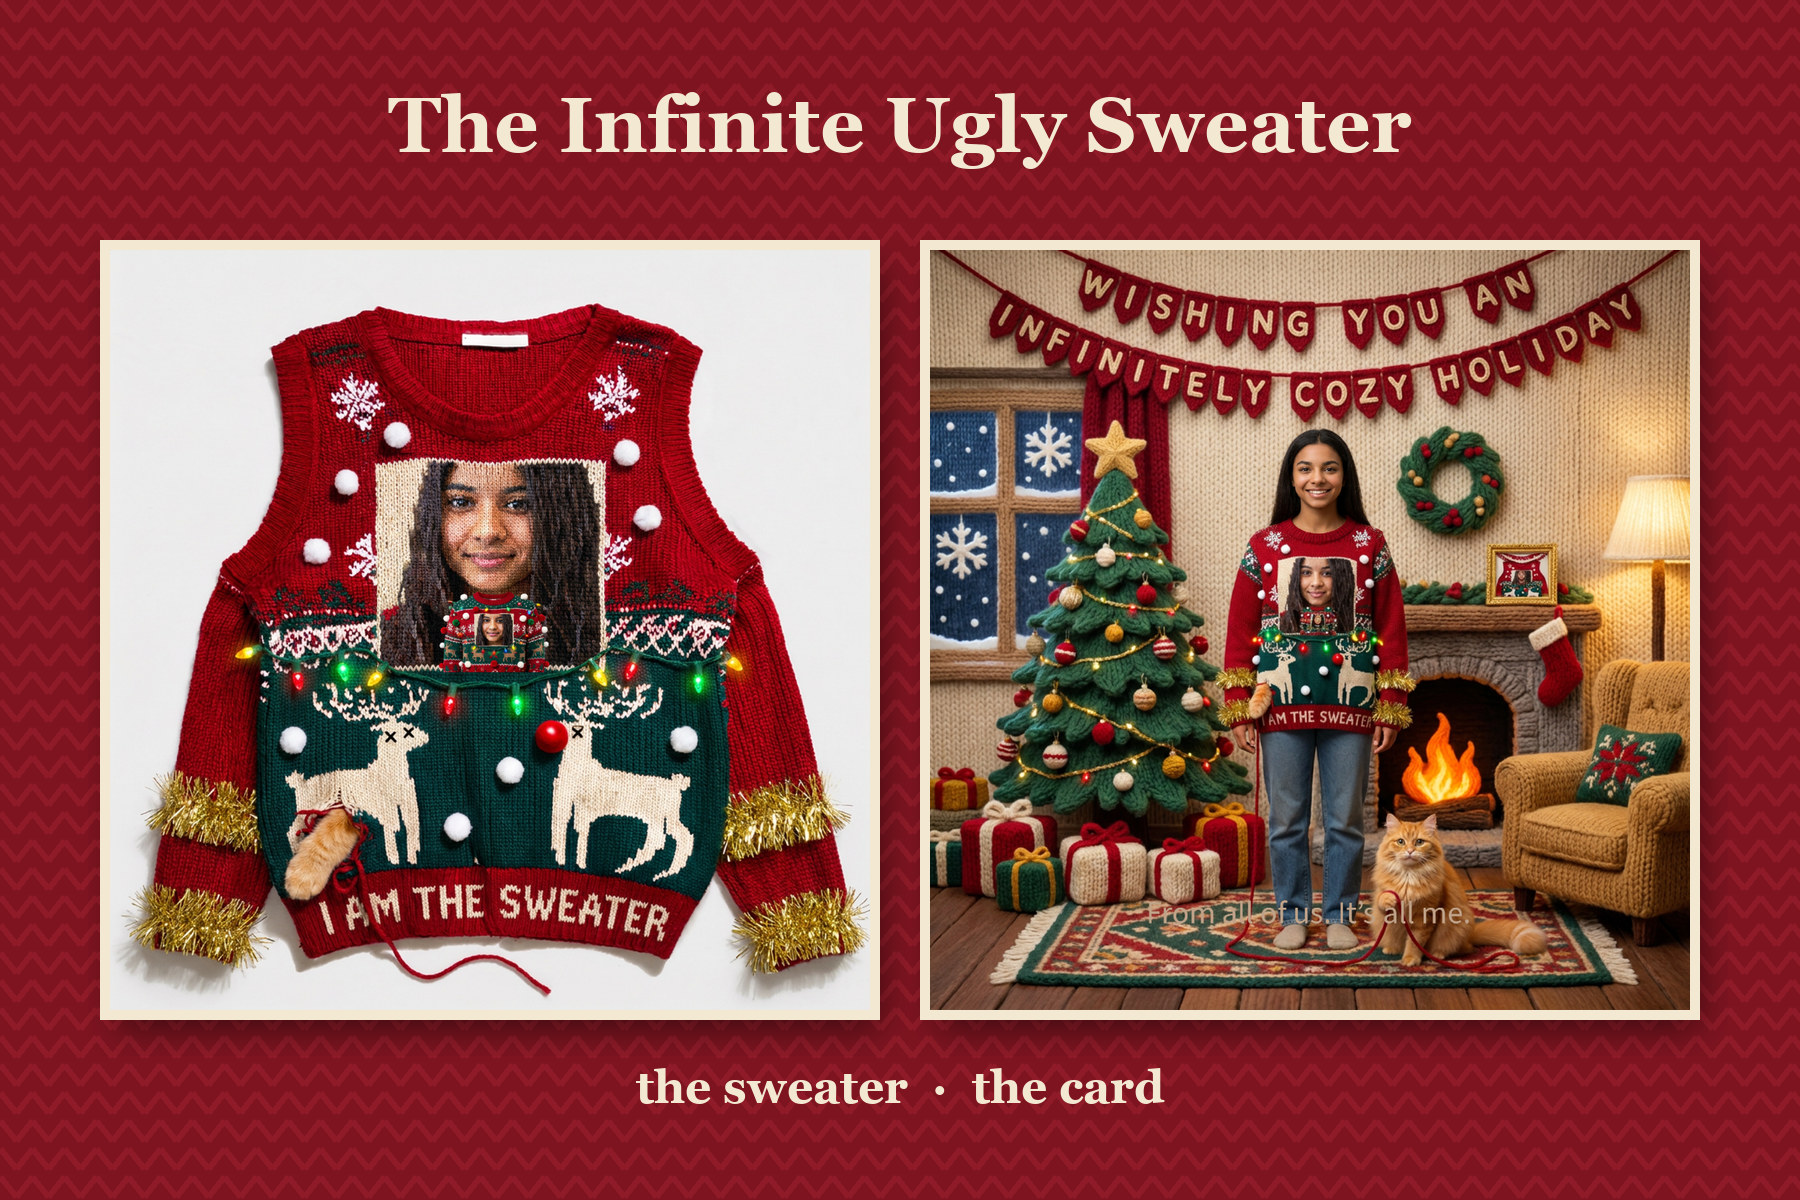 The Infinite Ugly Sweater
I AM THE SWEATER
WISHING YOU AN
INFINITELY COZY HOLIDAY
I AM THE SWEATER
From all of us. It’s all me.
the sweater · the card